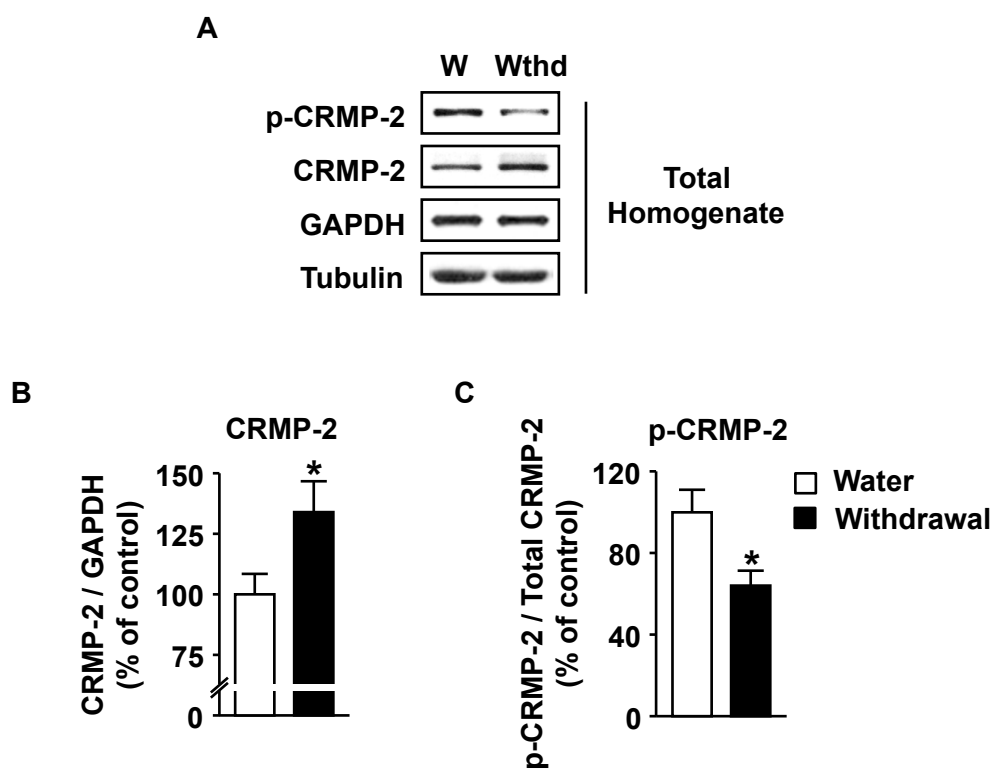 A
W Wthd
p-CRMP-2
CRMP-2
GAPDH
Tubulin
Total
Homogenate
B
CRMP-2
CRMP-2 / GAPDH
(% of control)
150
125
100
75
0
*
C
p-CRMP-2
p-CRMP-2 / Total CRMP-2
(% of control)
120
80
40
0
*
Water
Withdrawal